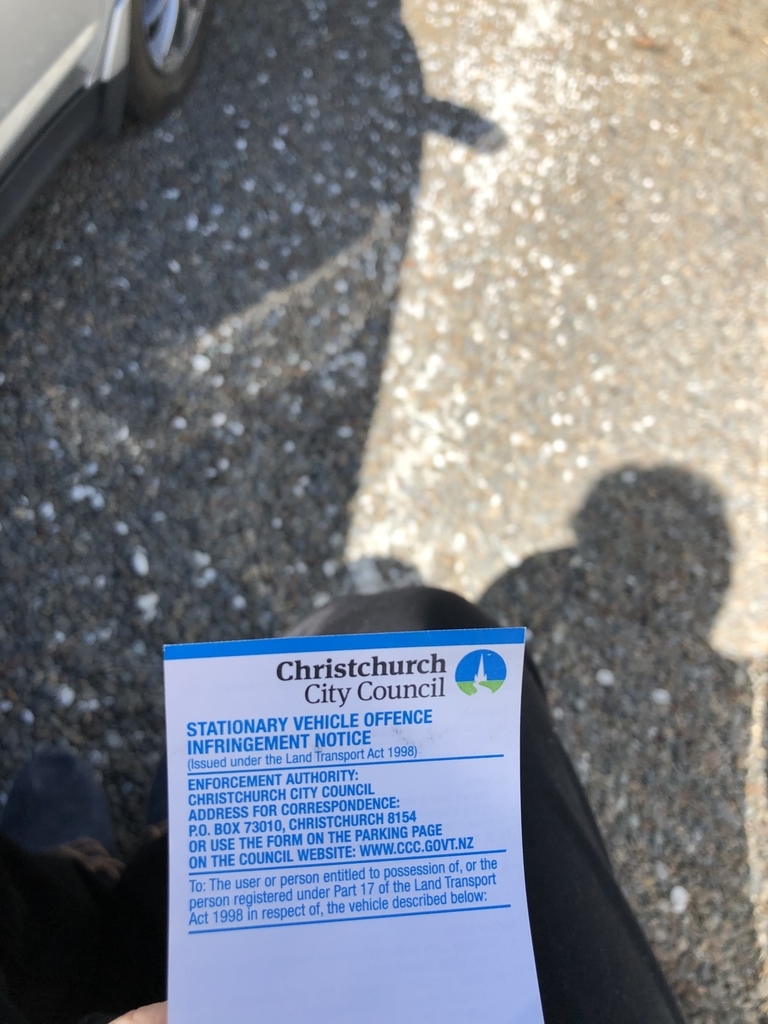 Christchurch
City Council
STATIONARY VEHICLE OFFENCE
INFRINGEMENT NOTICE
(Issued under the Land Transport Act 1998)
ENFORCEMENT AUTHORITY:
CHRISTCHURCH CITY COUNCIL
ADDRESS FOR CORRESPONDENCE:
P.O. BOX 73010, CHRISTCHURCH 8154
OR USE THE FORM ON THE PARKING PAGE
ON THE COUNCIL WEBSITE: WWW.CCC.GOVT.NZ
To: The user or person entitled to possession of, or the
person registered under Part 17 of the Land Transport
Act 1998 in respect of, the vehicle described below: